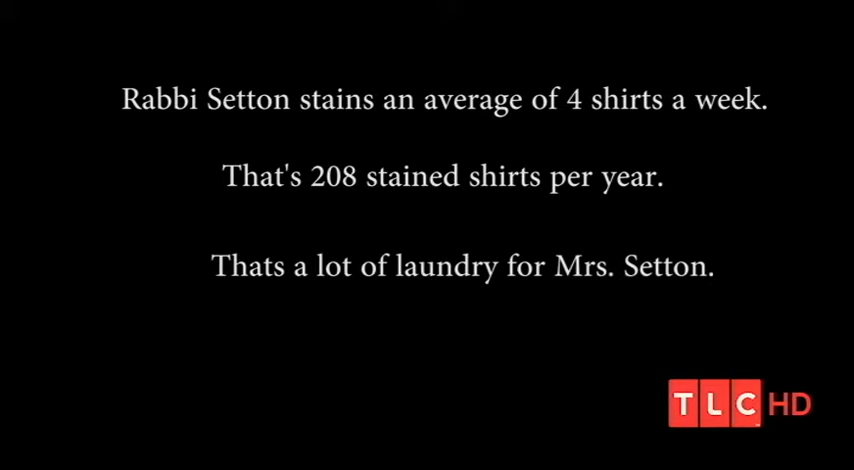 Rabbi Setton stains an average of 4 shirts a week.
That's 208 stained shirts per year.
Thats a lot of laundry for Mrs. Setton.
TLC HD